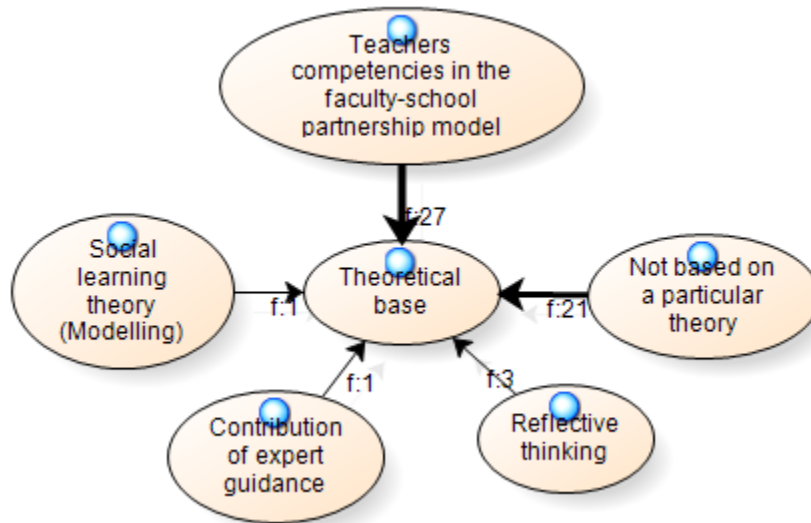 Teachers
competencies in the
faculty-school
partnership model
f:27
Social
learning
theory
(Modelling)
f:1
Theoretical
base
Not based on
a particular
theory
f:21
f:1
f:3
Contribution
of expert
guidance
Reflective
thinking